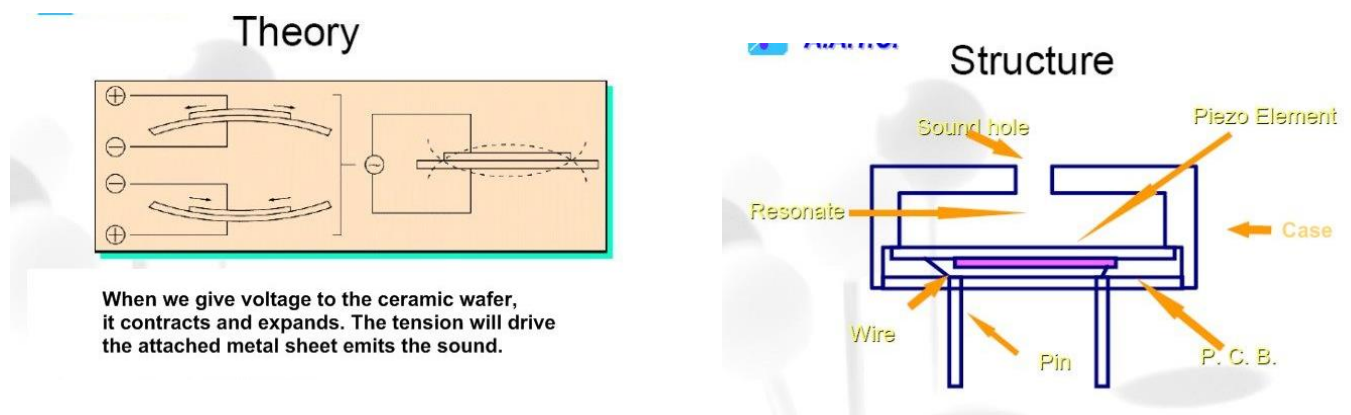 Theory
+
−
−
+
~
When we give voltage to the ceramic wafer,
it contracts and expands. The tension will drive
the attached metal sheet emits the sound.
Structure
Sound hole
Piezo Element
Resonate
Case
Wire
Pin
P. C. B.